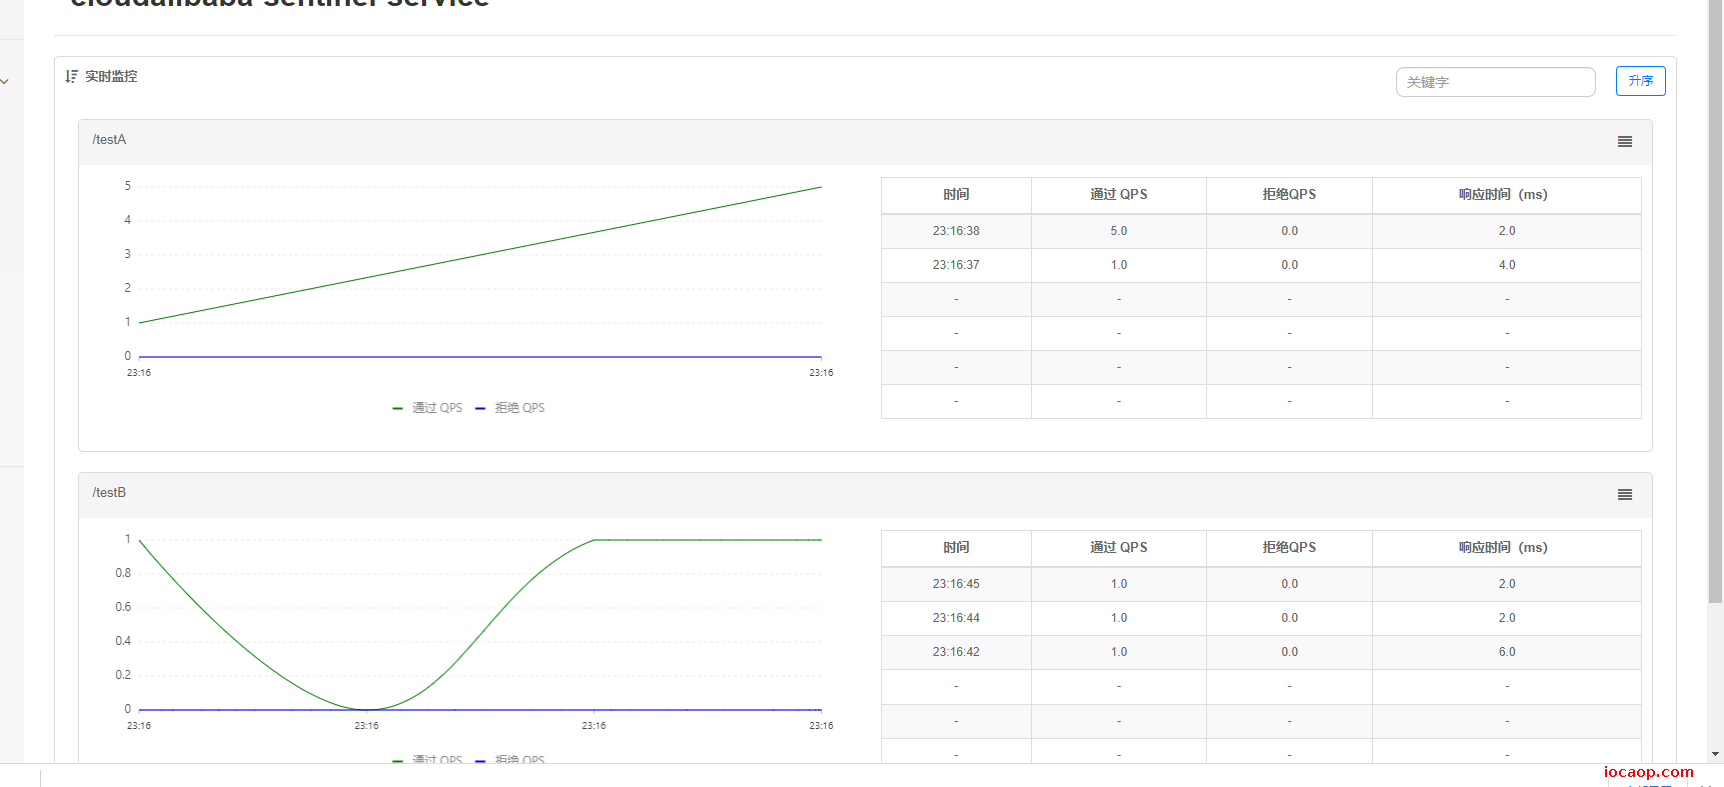 cloudalibaba-sentinel-service
实时监控
关键字
升序
/testA
5
4
3
2
1
0
23:16 23:16
通过 QPS 拒绝 QPS
时间 通过 QPS 拒绝QPS 响应时间 (ms)
23:16:38 5.0 0.0 2.0
23:16:37 1.0 0.0 4.0
- - - -
- - - -
- - - -
- - - -
/testB
1
0.8
0.6
0.4
0.2
0
23:16 23:16 23:16 23:16
通过 QPS 拒绝 QPS
时间 通过 QPS 拒绝QPS 响应时间 (ms)
23:16:45 1.0 0.0 2.0
23:16:44 1.0 0.0 2.0
23:16:42 1.0 0.0 6.0
- - - -
- - - -
- - - -
iocaop.com